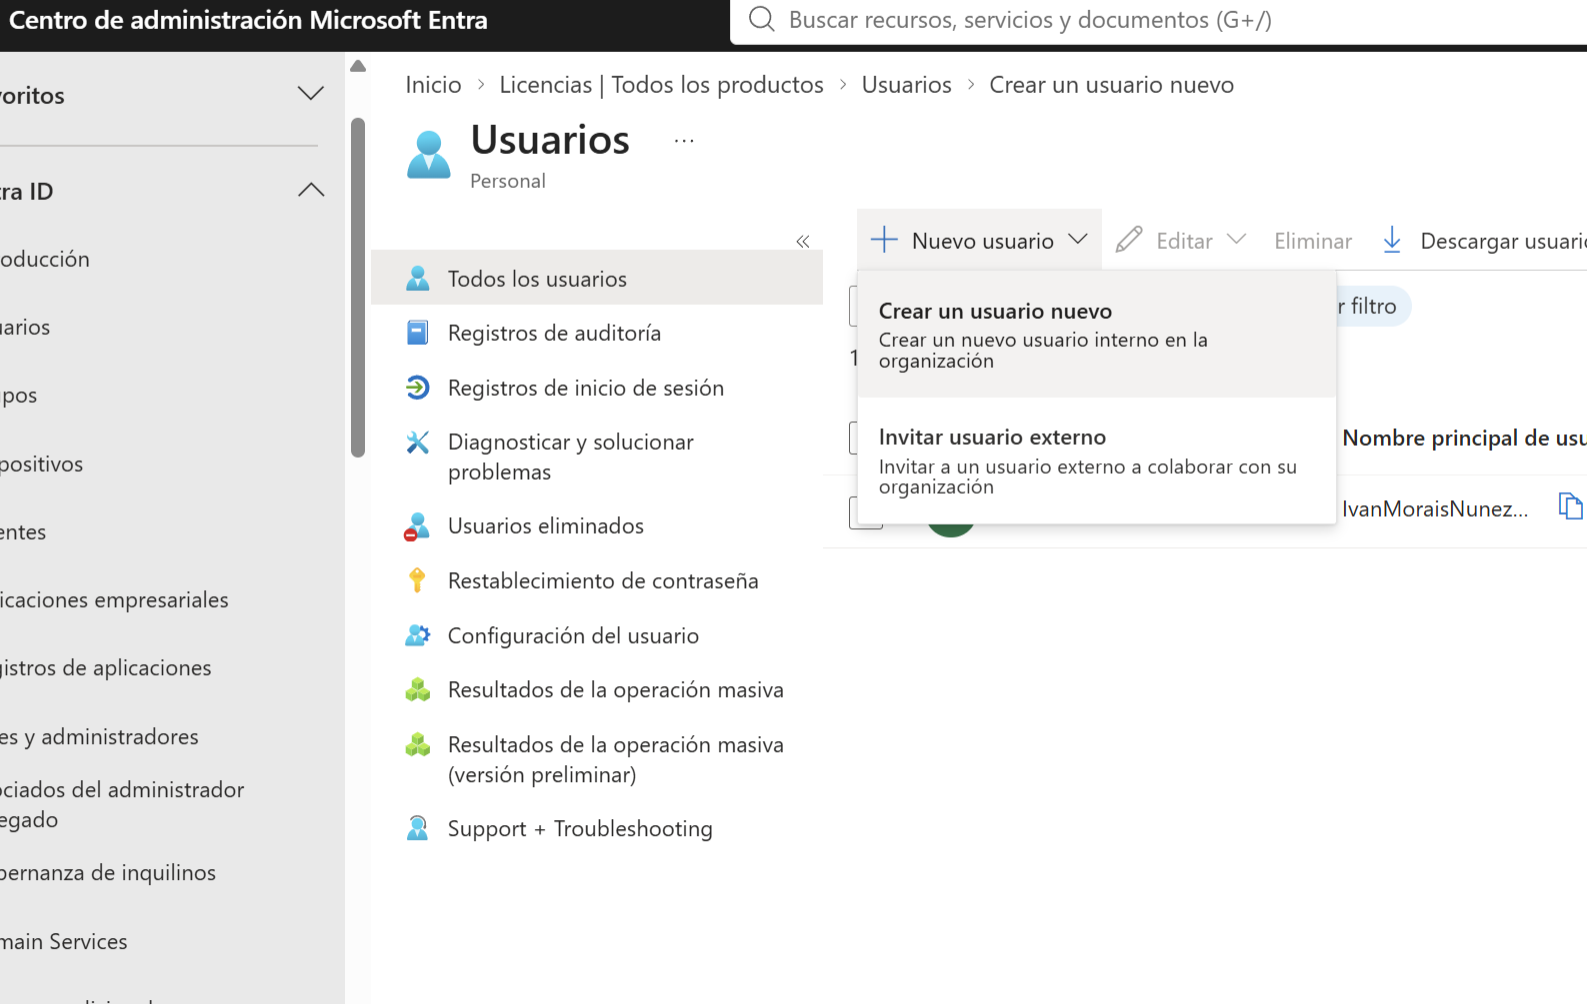 Centro de administración Microsoft Entra
Buscar recursos, servicios y documentos (G+/)
Inicio > Licencias | Todos los productos > Usuarios > Crear un usuario nuevo
Usuarios ...
Personal
oritos
ra ID
oducción
arios
pos
positivos
entes
icaciones empresariales
istros de aplicaciones
es y administradores
ciados del administrador
egado
bernanza de inquilinos
main Services
«
Todos los usuarios
Registros de auditoría
Registros de inicio de sesión
Diagnosticar y solucionar
problemas
Usuarios eliminados
Restablecimiento de contraseña
Configuración del usuario
Resultados de la operación masiva
Resultados de la operación masiva
(versión preliminar)
Support + Troubleshooting
Nuevo usuario
Editar
Eliminar
Descargar usuario
Crear un usuario nuevo
Crear un nuevo usuario interno en la
organización
Invitar usuario externo
Invitar a un usuario externo a colaborar con su
organización
r filtro
1
Nombre principal de usu
IvanMoraisNunez...